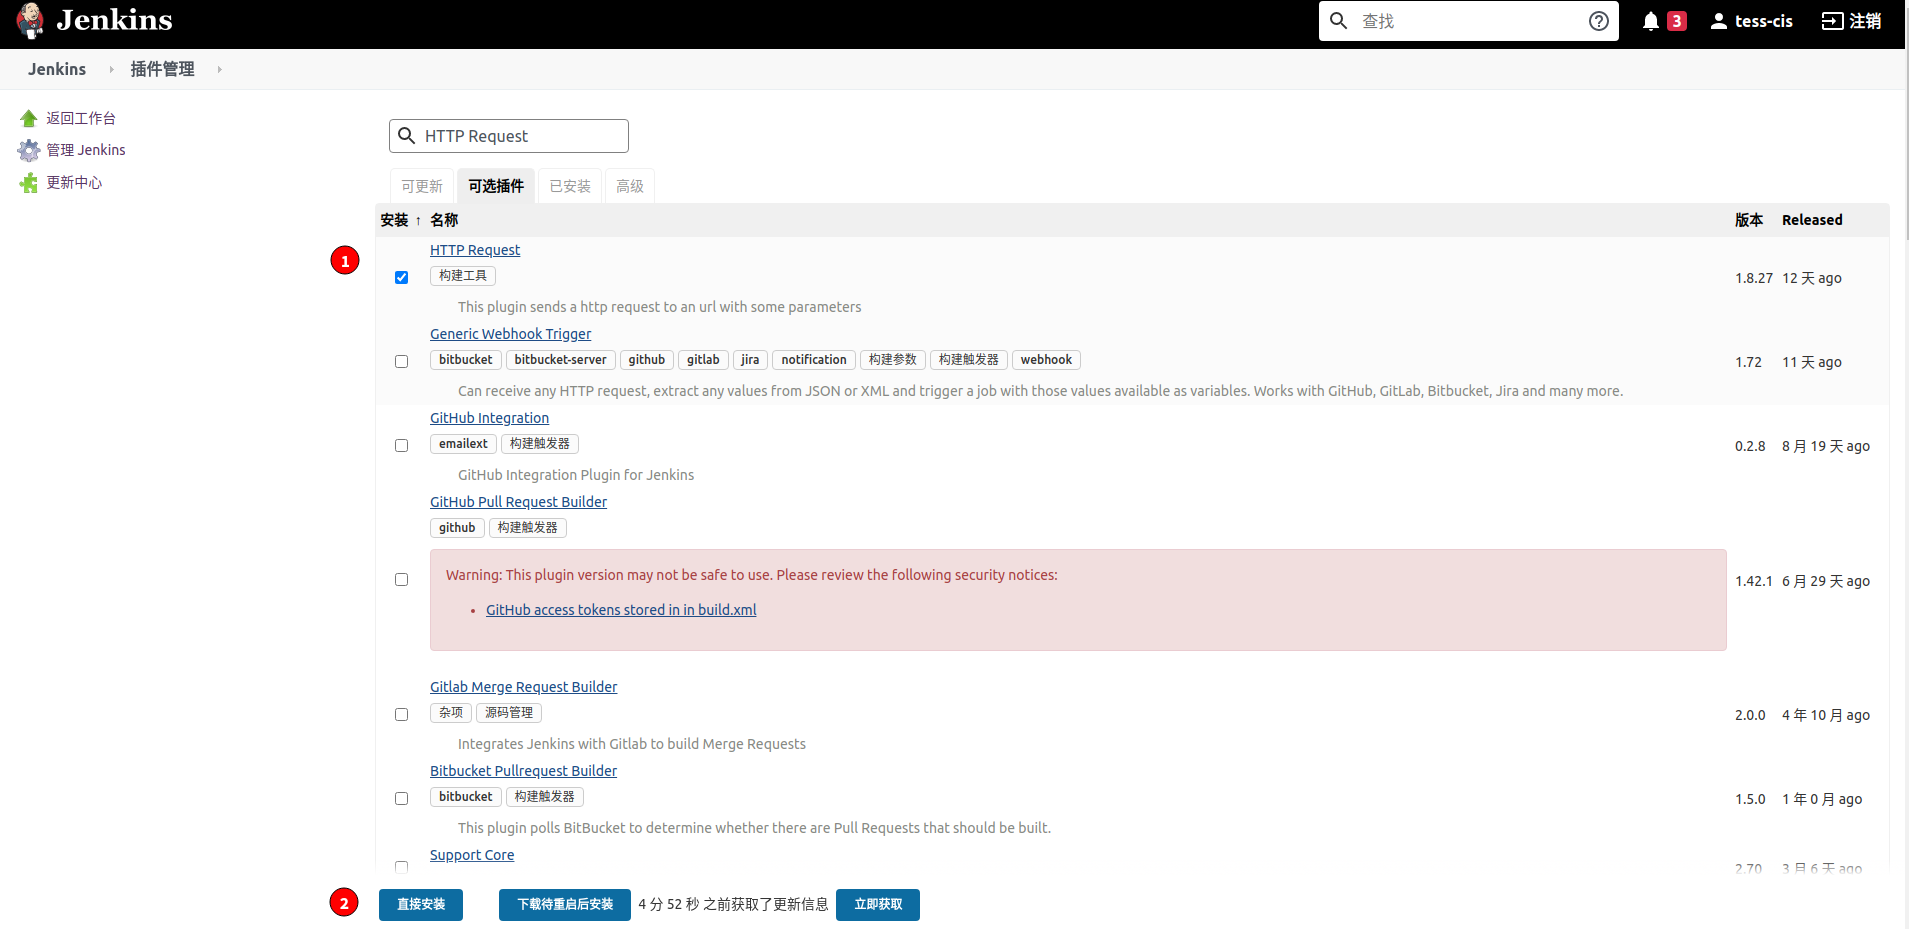 Jenkins
查找
3
tess-cis
注销
Jenkins
插件管理
返回工作台
管理 Jenkins
更新中心
HTTP Request
可更新
可选插件
已安装
高级
安装 ↑ 名称 版本 Released
1
HTTP Request
构建工具
1.8.27 12 天 ago
This plugin sends a http request to an url with some parameters
Generic Webhook Trigger
bitbucket bitbucket-server github gitlab jira notification 构建参数 构建触发器 webhook
1.72 11 天 ago
Can receive any HTTP request, extract any values from JSON or XML and trigger a job with those values available as variables. Works with GitHub, GitLab, Bitbucket, Jira and many more.
GitHub Integration
emailext 构建触发器
0.2.8 8 月 19 天 ago
GitHub Integration Plugin for Jenkins
GitHub Pull Request Builder
github 构建触发器
Warning: This plugin version may not be safe to use. Please review the following security notices:
1.42.1 6 月 29 天 ago
• GitHub access tokens stored in in build.xml
Gitlab Merge Request Builder
杂项 源码管理
2.0.0 4 年 10 月 ago
Integrates Jenkins with Gitlab to build Merge Requests
Bitbucket Pullrequest Builder
bitbucket 构建触发器
1.5.0 1 年 0 月 ago
This plugin polls BitBucket to determine whether there are Pull Requests that should be built.
Support Core
2.70 3 月 6 天 ago
2
直接安装 下载待重启后安装 4 分 52 秒 之前获取了更新信息 立即获取